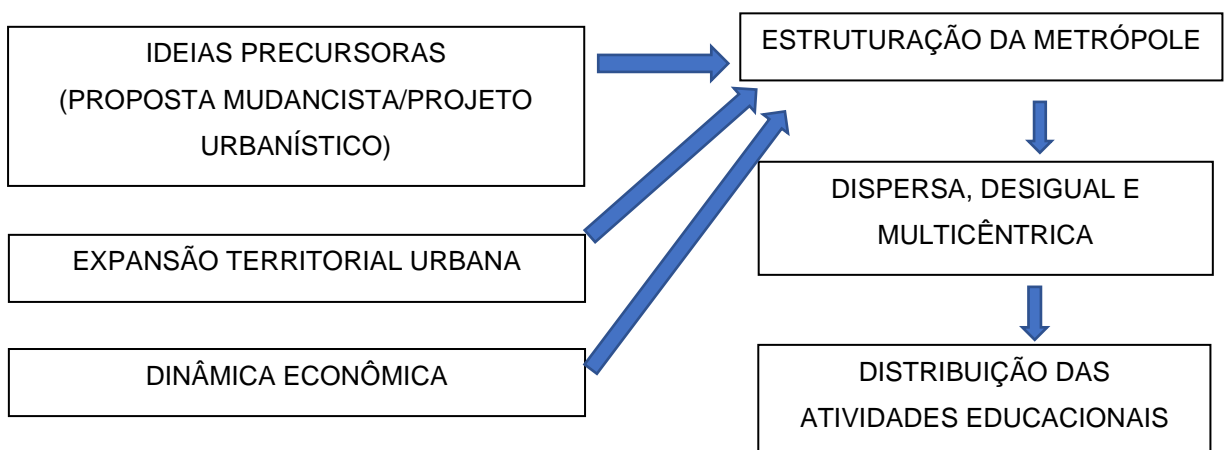 IDEIAS PRECURSORAS
(PROPOSTA MUDANCISTA/PROJETO
URBANÍSTICO)
EXPANSÃO TERRITORIAL URBANA
DINÂMICA ECONÔMICA
ESTRUTURAÇÃO DA METRÓPOLE
DISPERSA, DESIGUAL E
MULTICÊNTRICA
DISTRIBUIÇÃO DAS
ATIVIDADES EDUCACIONAIS